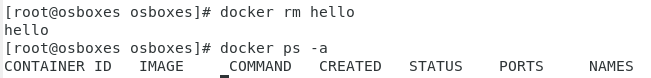 [root@osboxes osboxes]# docker rm hello
hello
[root@osboxes osboxes]# docker ps -a
CONTAINER ID   IMAGE     COMMAND   CREATED   STATUS    PORTS     NAMES